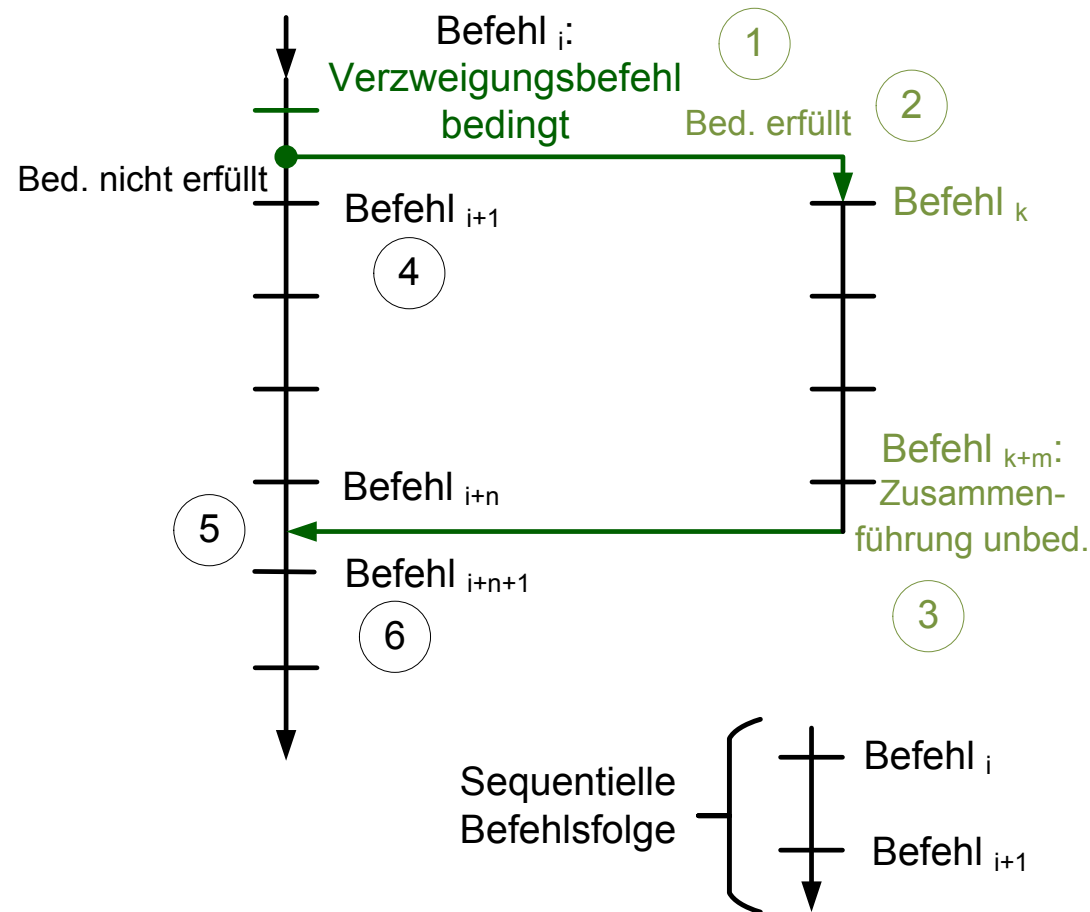 Befehl i:
Verzweigungsbefehl
bedingt
1
Bed. erfüllt
2
Bed. nicht erfüllt
Befehl i+1
Befehl k
4
Befehl i+n
Befehl k+m:
Zusammen-
führung unbed.
5
Befehl i+n+1
3
6
Sequentielle
Befehlsfolge
Befehl i
Befehl i+1